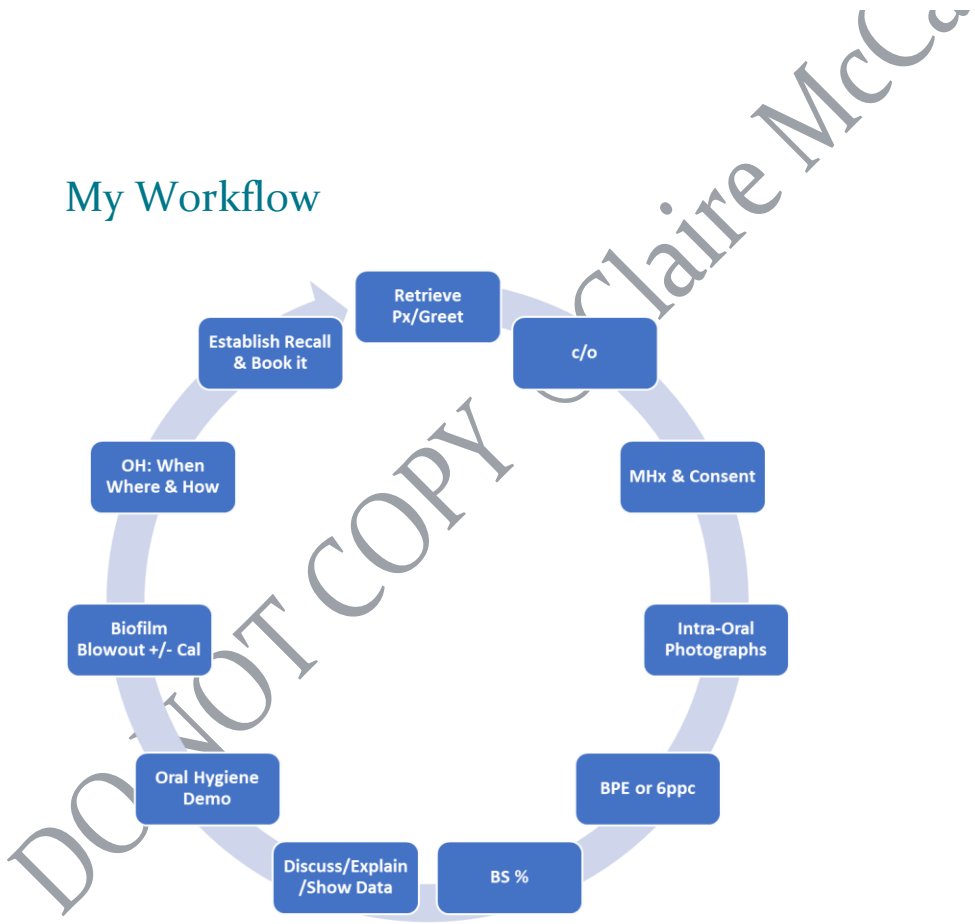 My Workflow
Retrieve
Px/Greet
c/o
MHx & Consent
Intra-Oral
Photographs
BPE or 6ppc
BS %
Discuss/Explain
/Show Data
Oral Hygiene
Demo
Biofilm
Blowout +/- Cal
OH: When
Where & How
Establish Recall
& Book it
DO NOT COPY Claire